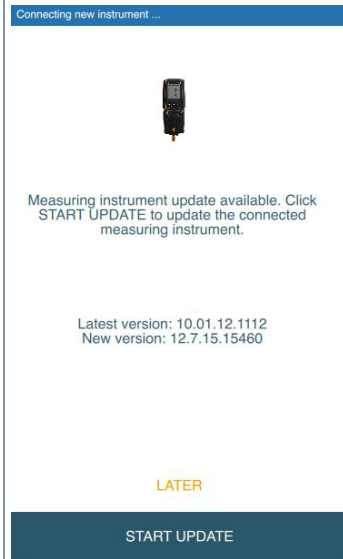 Connecting new instrument ...
Measuring instrument update available. Click
START UPDATE to update the connected
measuring instrument.
Latest version: 10.01.12.1112
New version: 12.7.15.15460
LATER
START UPDATE